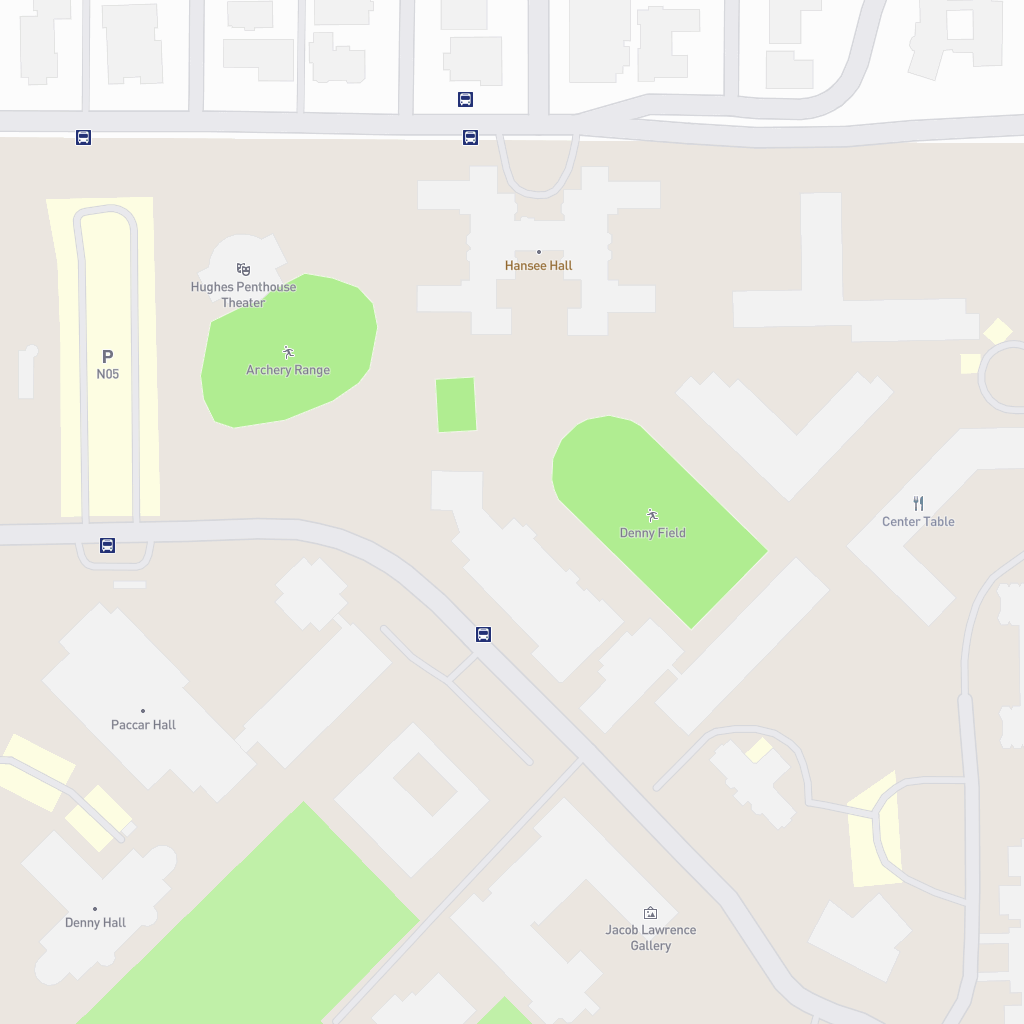 Hansee Hall
Hughes Penthouse
Theater
P
N05
Archery Range
Center Table
Denny Field
Paccar Hall
Denny Hall
Jacob Lawrence
Gallery